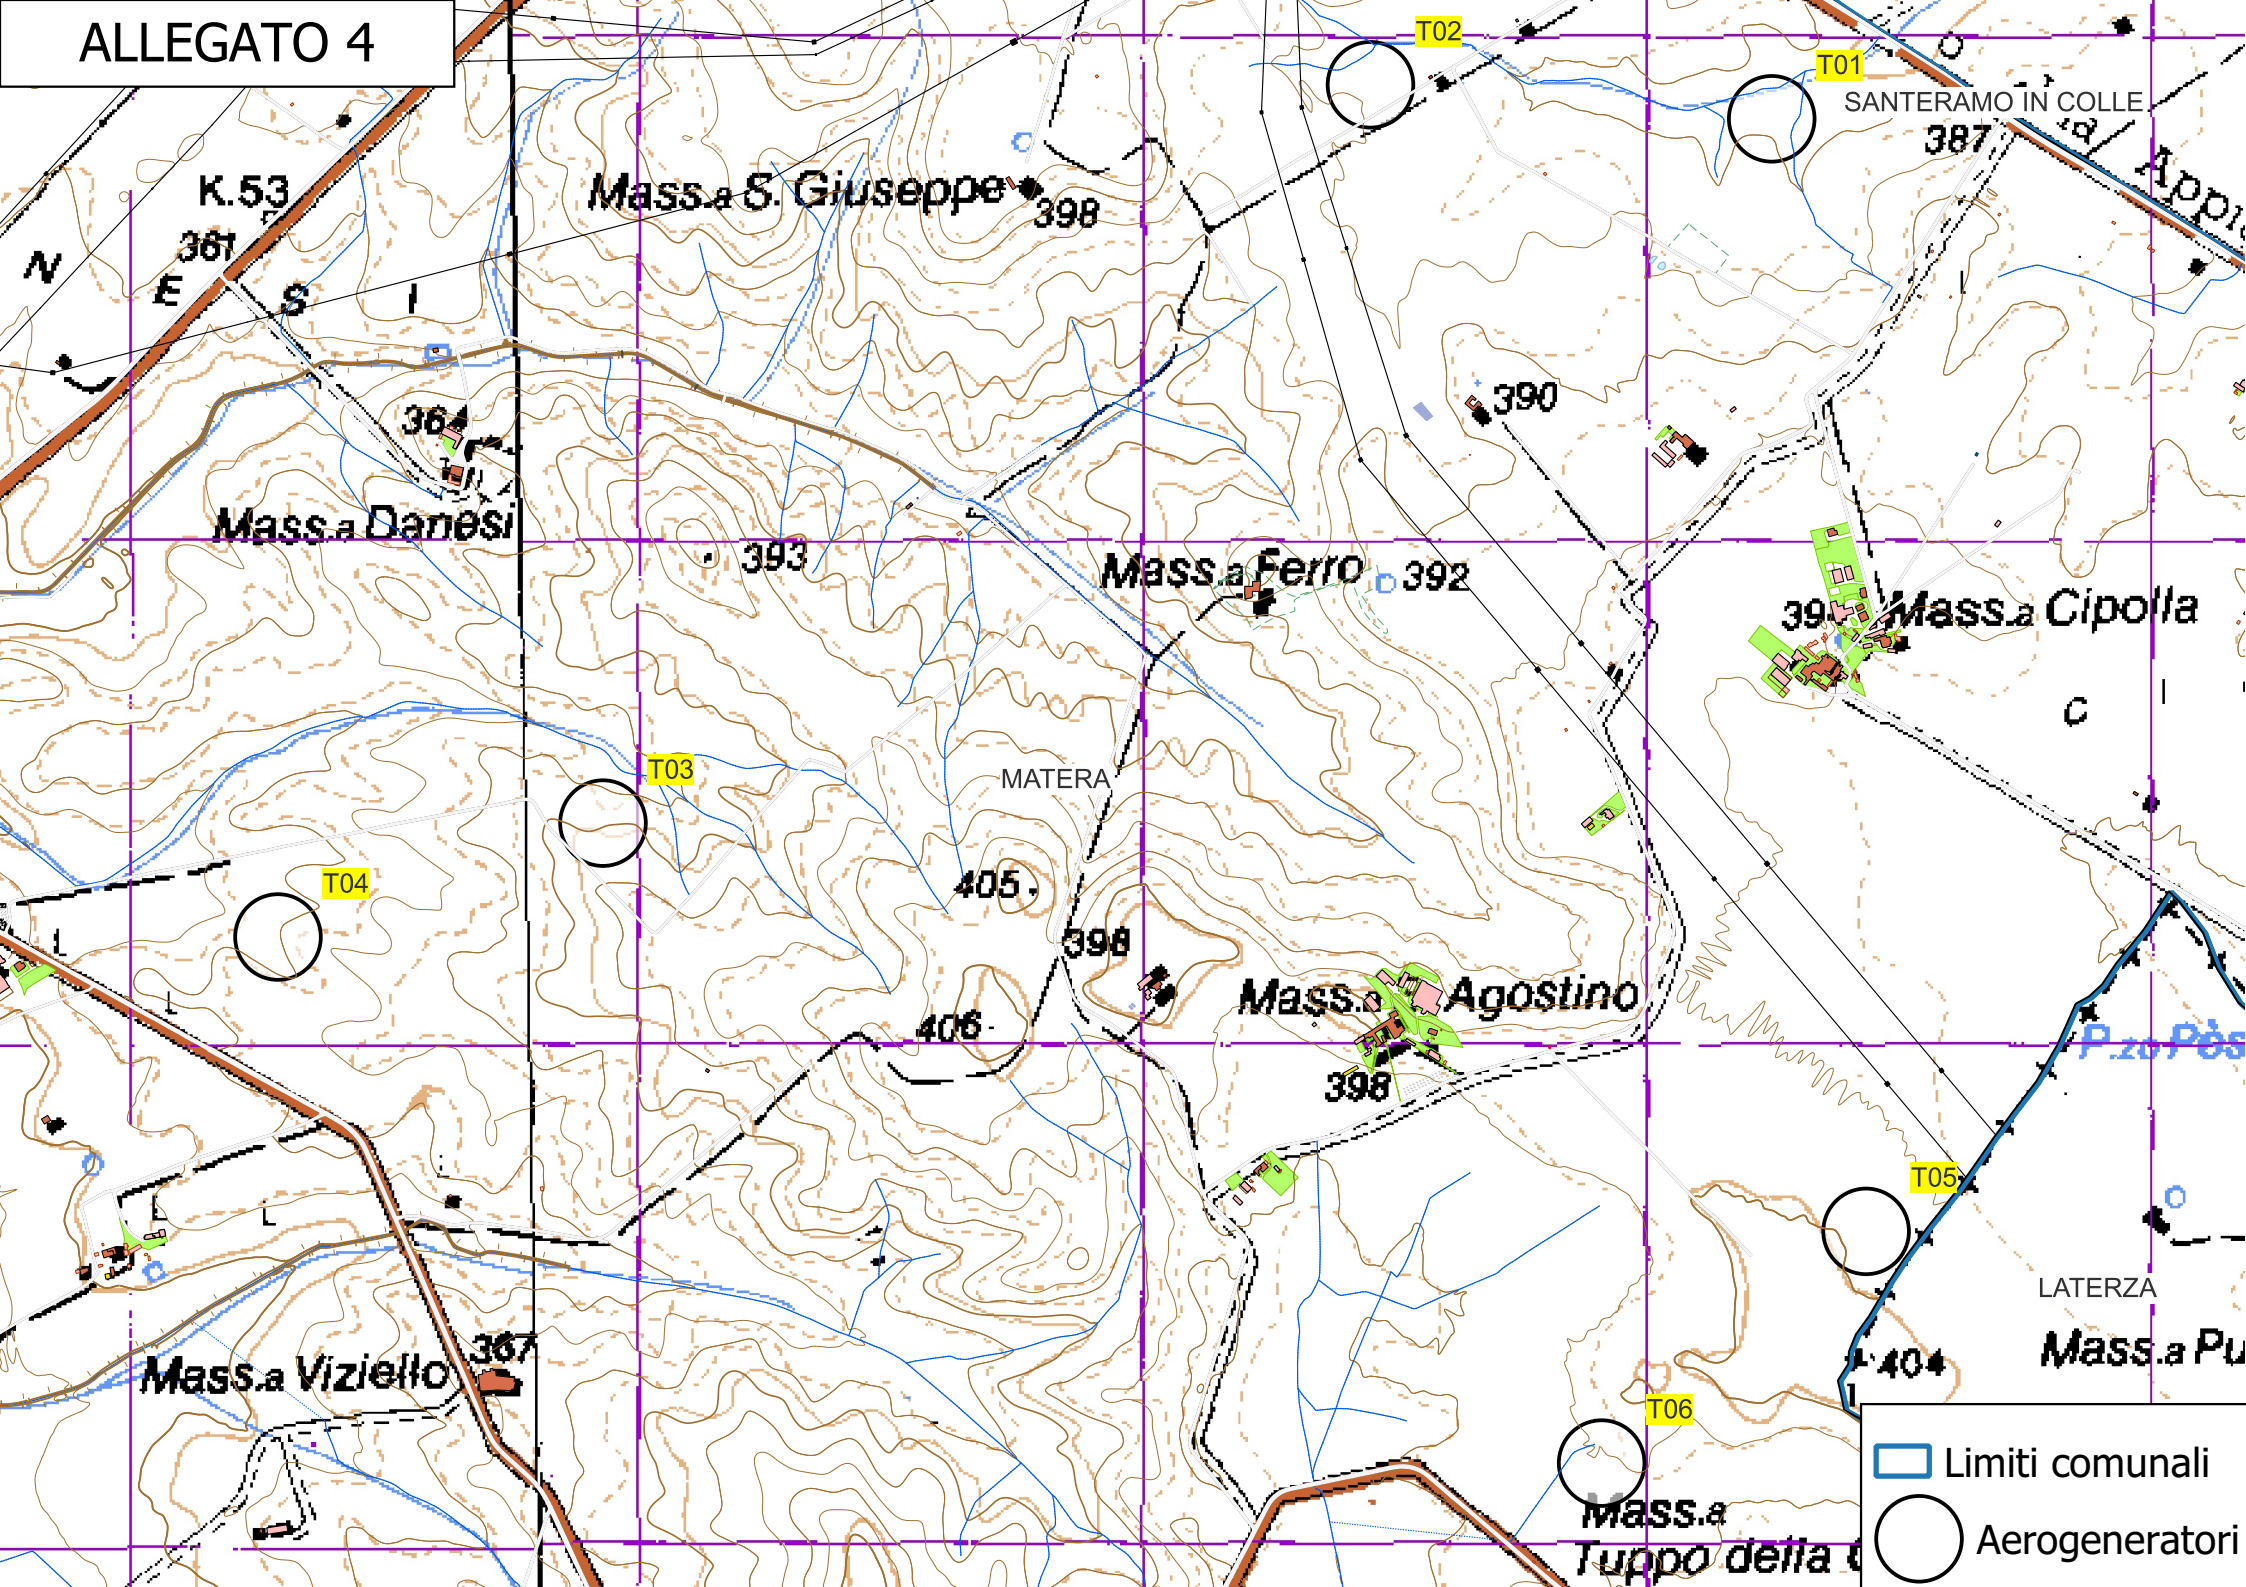 ALLEGATO 4
T02
T01
SANTERAMO IN COLLE
387
K.53
Mass.a S. Giuseppe
398
Appia
361
N
E
S
I
390
364
Mass.a Danesi
393
Mass.a Ferro
392
Mass.a Cipolla
C
I
T03
MATERA
T04
405
398
406
Mass.a
Agostino
398
P.zo
T05
LATERZA
367
Mass.a Viziello
404
Mass.a Pu
T06
Mass.a
Tuppo della
Limiti comunali
Aerogeneratori